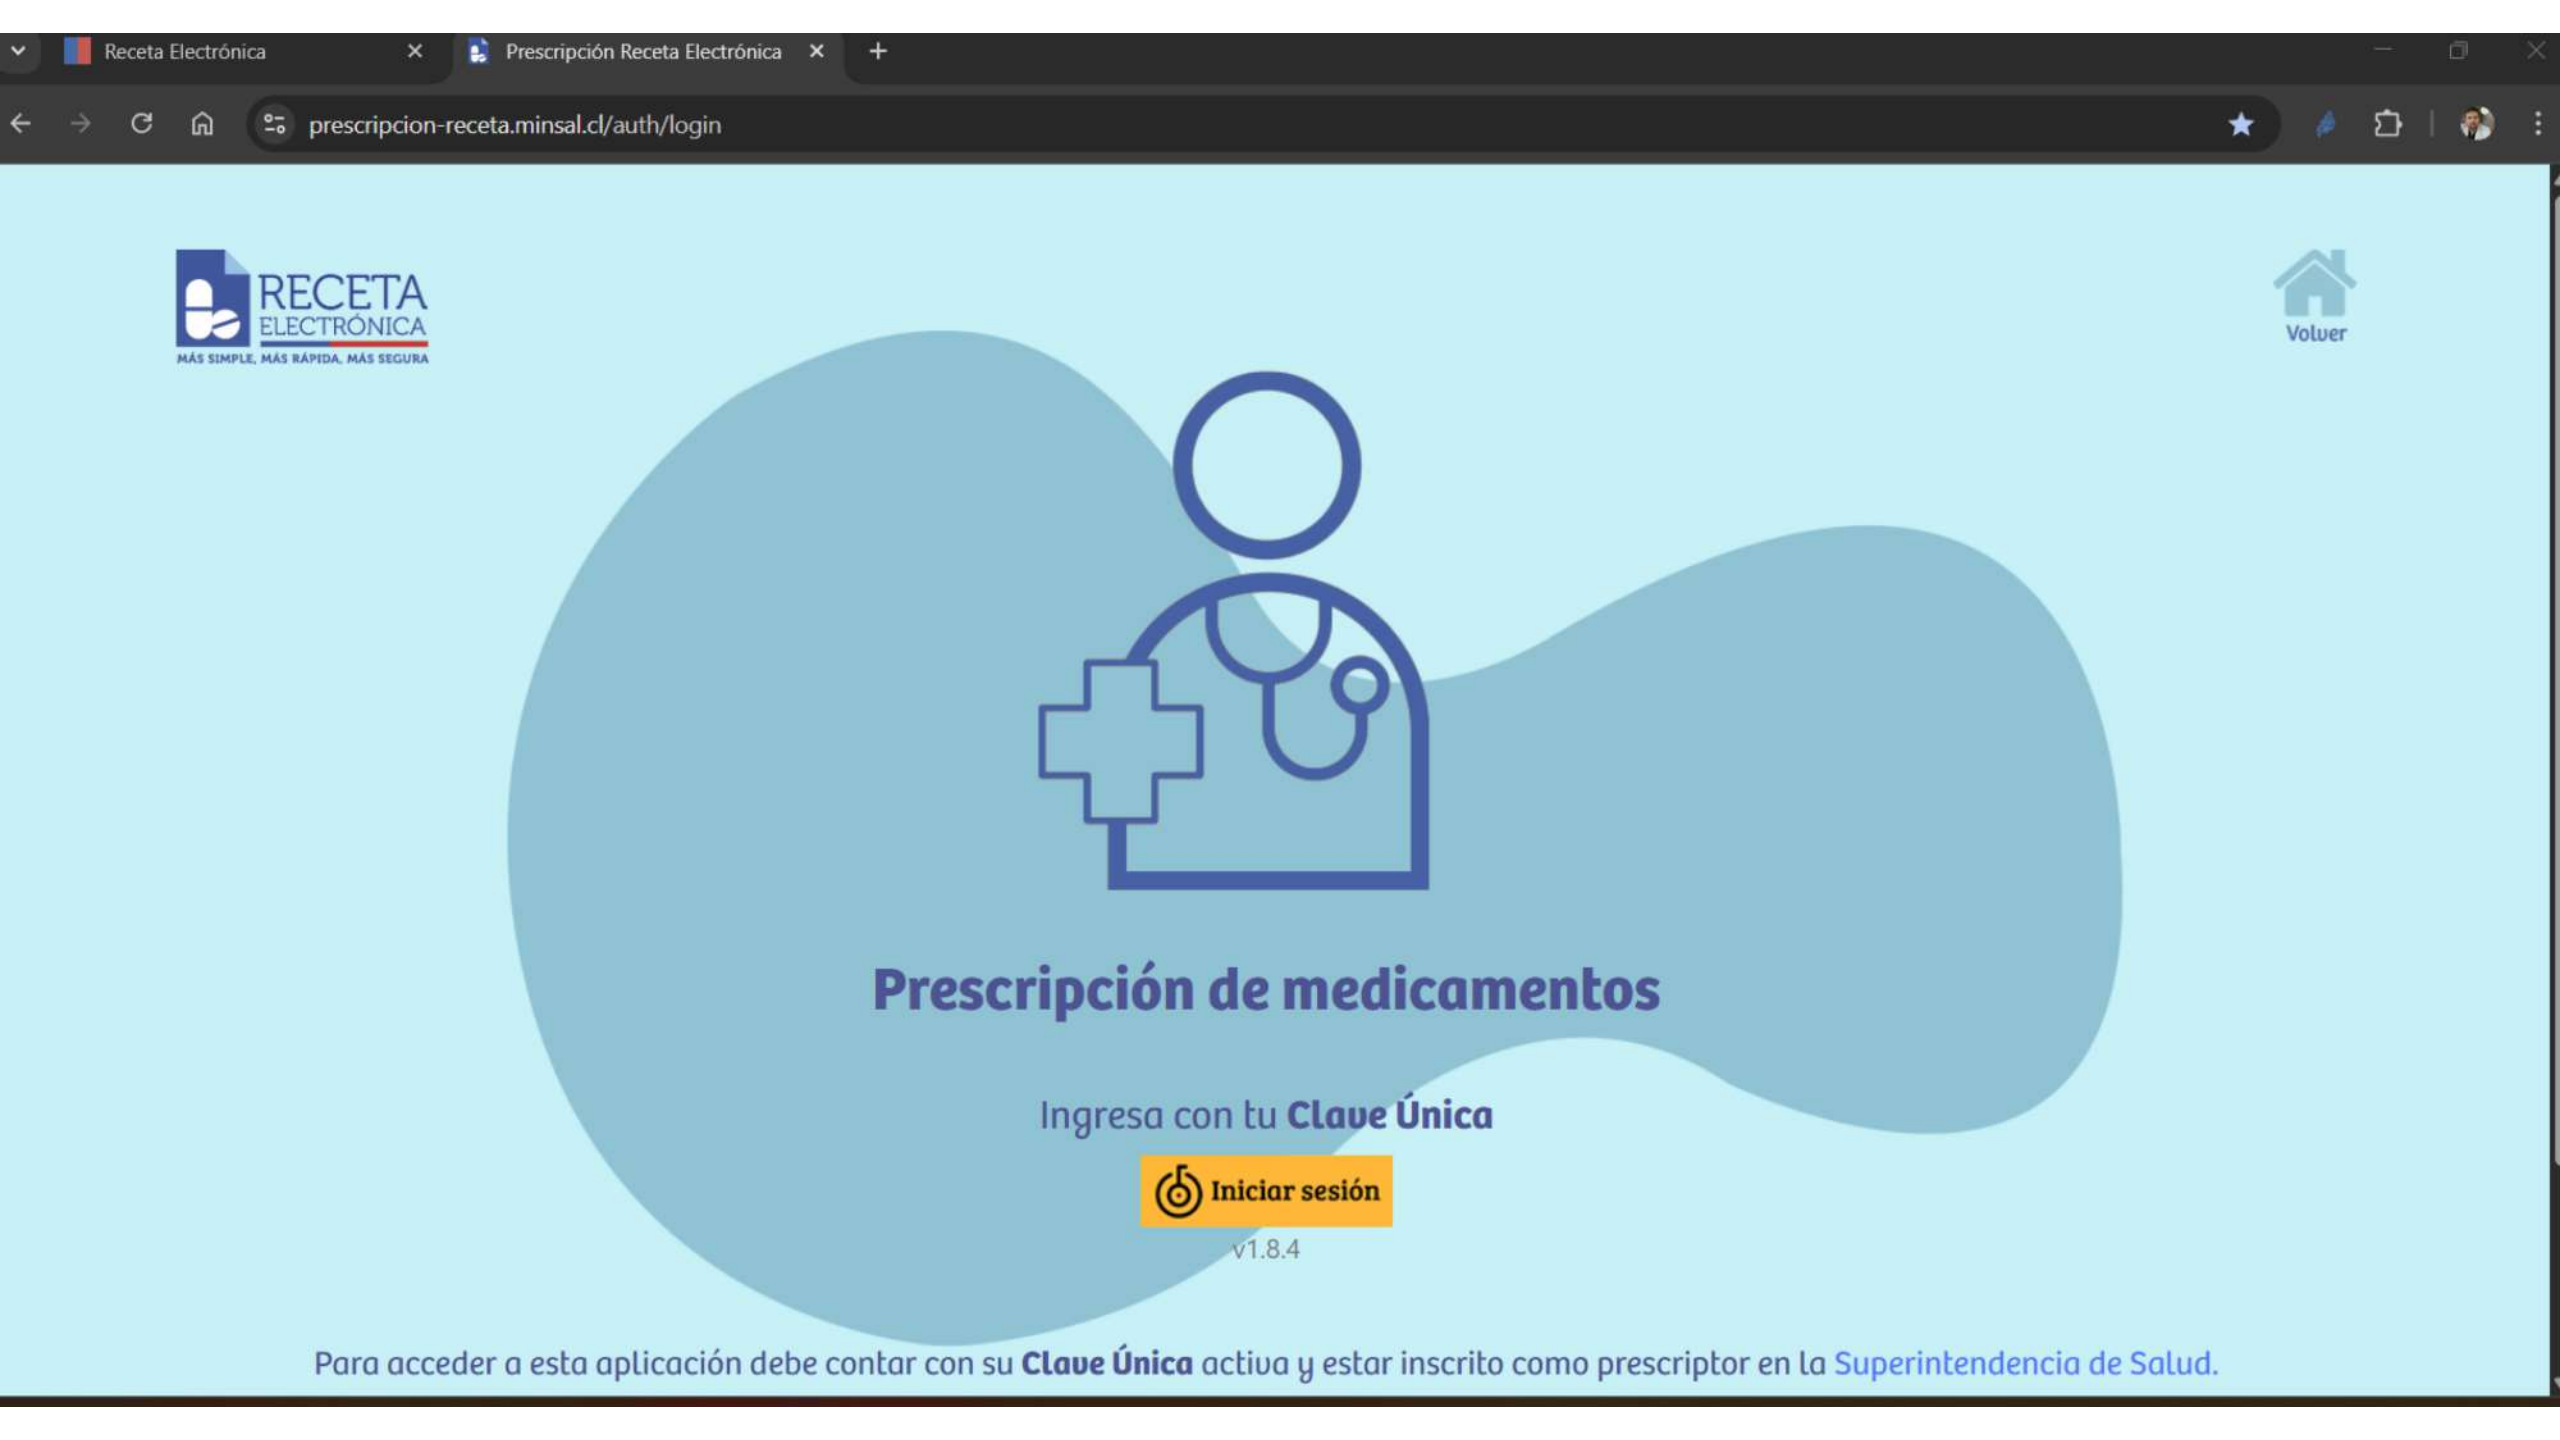 Receta Electrónica
Prescripción Receta Electrónica
prescripcion-receta.minsal.cl/auth/login
RECETA
ELECTRÓNICA
MÁS SIMPLE, MÁS RÁPIDA, MÁS SEGURA
Volver
Prescripción de medicamentos
Ingresa con tu Clave Única
Iniciar sesión
v1.8.4
Para acceder a esta aplicación debe contar con su Clave Única activa y estar inscrito como prescriptor en la Superintendencia de Salud.